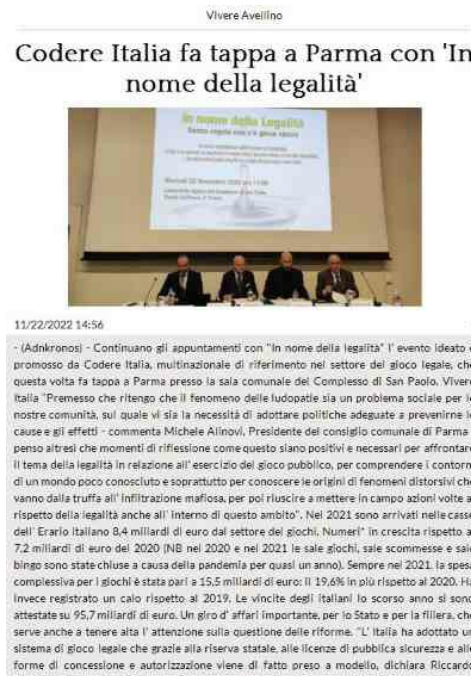 Vivere Avellino
Codere Italia fa tappa a Parma con 'In
nome della legalità'
In nome della Legalità
Senza regole non c'è gioco sicuro
11/22/2022 14:56
- (Adnkronos) - Continuano gli appuntamenti con "In nome della legalità" l' evento ideato e
promosso da Codere Italia, multinazionale di riferimento nel settore del gioco legale, che
questa volta fa tappa a Parma presso la sala comunale del Complesso di San Paolo. Vivere
Italia "Premesso che ritengo che il fenomeno delle ludopatie sia un problema sociale per le
nostre comunità, sul quale vi sia la necessità di adottare politiche adeguate a prevenirne le
cause e gli effetti - commenta Michele Alinovi, Presidente del consiglio comunale di Parma -
penso altresì che momenti di riflessione come questo siano positivi e necessari per affrontare
il tema della legalità in relazione all' esercizio del gioco pubblico, per comprendere i contorni
di un mondo poco conosciuto e soprattutto per conoscere le origini di fenomeni distorsivi che
vanno dalla truffa all' infiltrazione mafiosa, per poi riuscire a mettere in campo azioni volte al
rispetto della legalità anche all' interno di questo ambito". Nel 2021 sono arrivati nelle casse
dell' Erario italiano 8,4 miliardi di euro dal settore dei giochi. Numeri" in crescita rispetto ai
7,2 miliardi di euro del 2020 (NB nel 2020 e nel 2021 le sale giochi, sale scommesse e sale
bingo sono state chiuse a causa della pandemia per quasi un anno). Sempre nel 2021, la spesa
complessiva per i giochi è stata pari a 15,5 miliardi di euro: il 19,6% in più rispetto al 2020. Ha
invece registrato un calo rispetto al 2019. Le vincite degli italiani lo scorso anno si sono
attestate su 95,7 miliardi di euro. Un giro d' affari importante, per lo Stato e per la filiera, che
serve anche a tenere alta l' attenzione sulla questione delle riforme. "L' Italia ha adottato un
sistema di gioco legale che grazie alla riserva statale, alle licenze di pubblica sicurezza e alle
forme di concessione e autorizzazione viene di fatto preso a modello, dichiara Riccardo